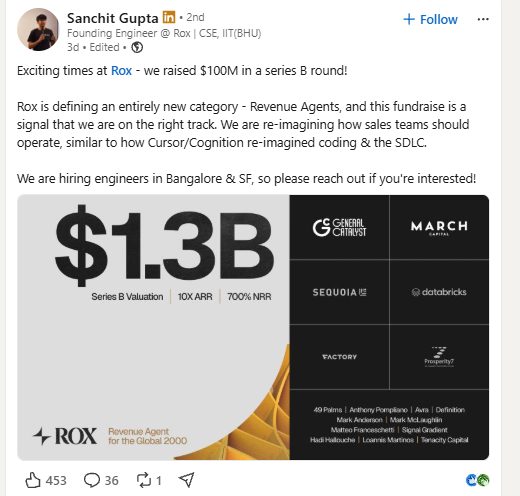 Sanchit Gupta in • 2nd
+ Follow ···
Founding Engineer @ Rox | CSE, IIT(BHU)
3d • Edited •
Exciting times at Rox - we raised $100M in a series B round!
Rox is defining an entirely new category - Revenue Agents, and this fundraise is a
signal that we are on the right track. We are re-imagining how sales teams should
operate, similar to how Cursor/Cognition re-imagined coding & the SDLC.
We are hiring engineers in Bangalore & SF, so please reach out if you're interested!
$1.3B
Series B Valuation | 10X ARR | 700% NRR
ROX
Revenue Agent
for the Global 2000
GENERAL
CATALYST
MARCH
CAPITAL
SEQUOIA
databricks
FACTORY
Prosperity7
49 Palms | Anthony Pompliano | Avra | Definition
Mark Anderson | Mark McLaughlin
Matteo Franceschetti | Signal Gradient
Hadi Hallouche | Loannis Martinos | Tenacity Capital
453
36
1